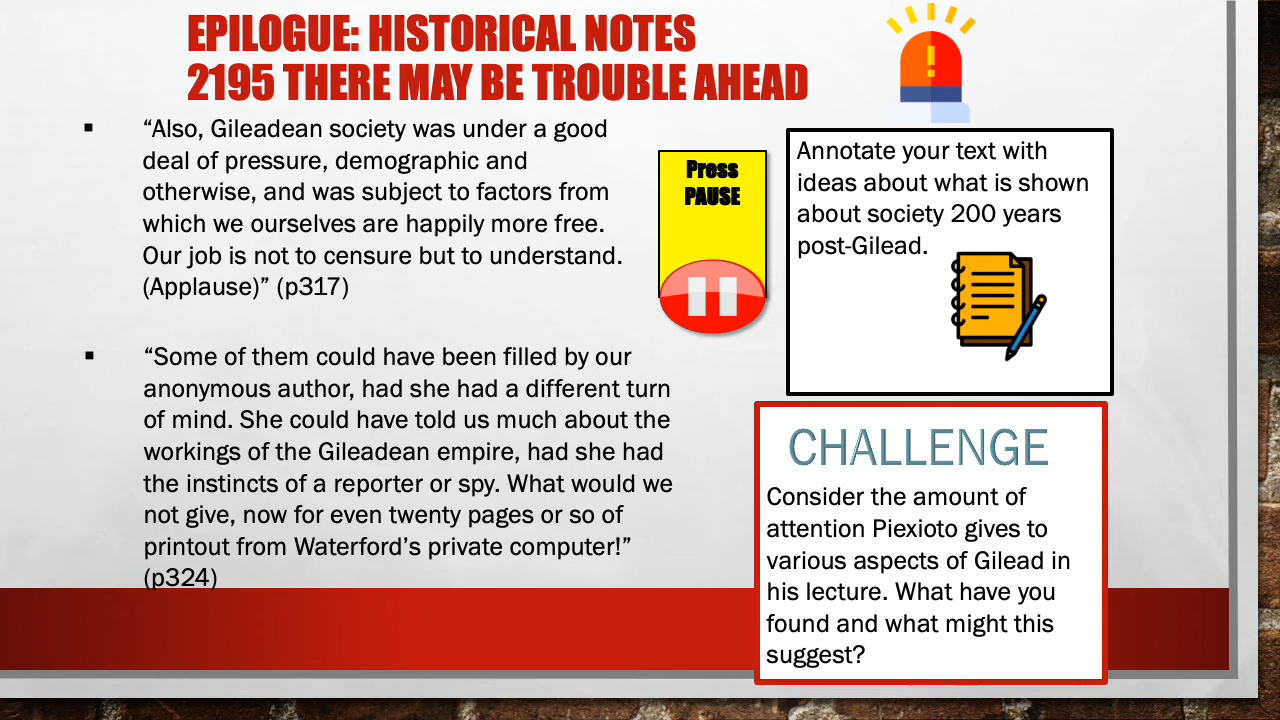 EPILOGUE: HISTORICAL NOTES
2195 THERE MAY BE TROUBLE AHEAD
▪ “Also, Gileadean society was under a good
deal of pressure, demographic and
otherwise, and was subject to factors from
which we ourselves are happily more free.
Our job is not to censure but to understand.
(Applause)” (p317)
▪ “Some of them could have been filled by our
anonymous author, had she had a different turn
of mind. She could have told us much about the
workings of the Gileadean empire, had she had
the instincts of a reporter or spy. What would we
not give, now for even twenty pages or so of
printout from Waterford’s private computer!”
(p324)
Press
PAUSE
Annotate your text with
ideas about what is shown
about society 200 years
post-Gilead.
CHALLENGE
Consider the amount of
attention Piexioto gives to
various aspects of Gilead in
his lecture. What have you
found and what might this
suggest?